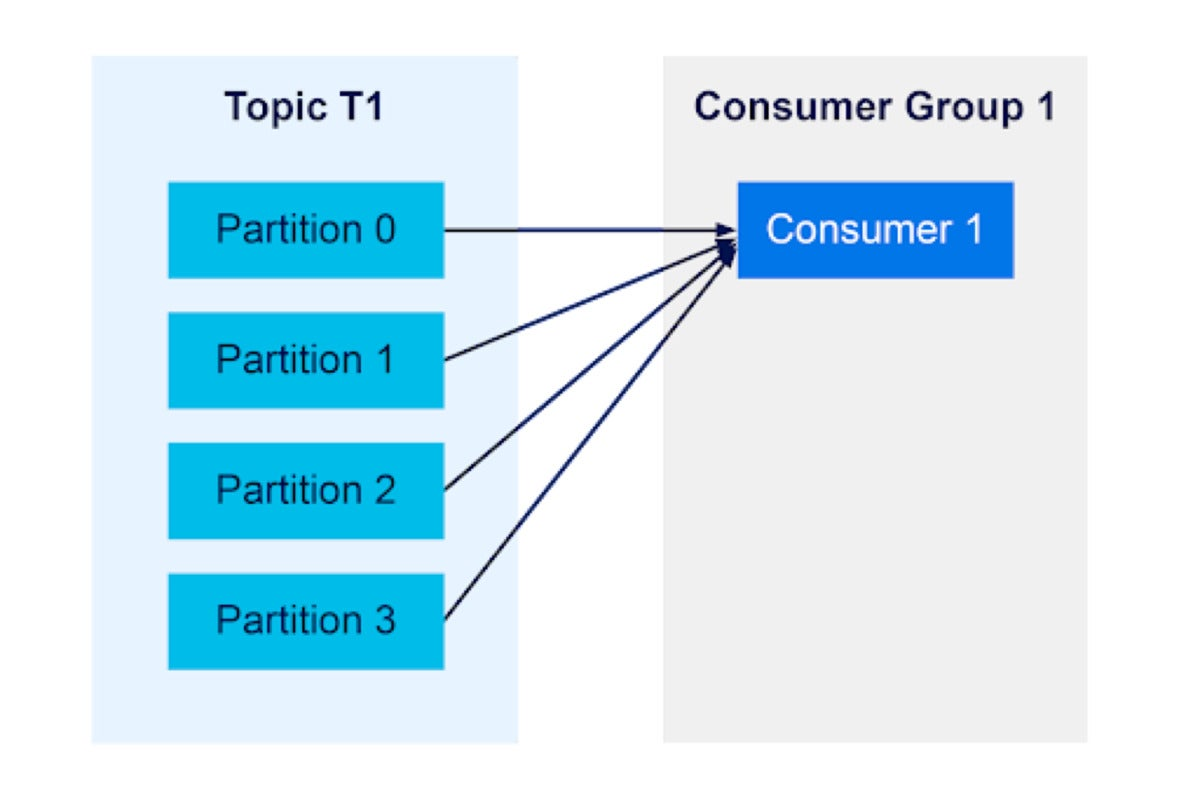 Topic T1
Consumer Group 1
Partition 0
Consumer 1
Partition 1
Partition 2
Partition 3